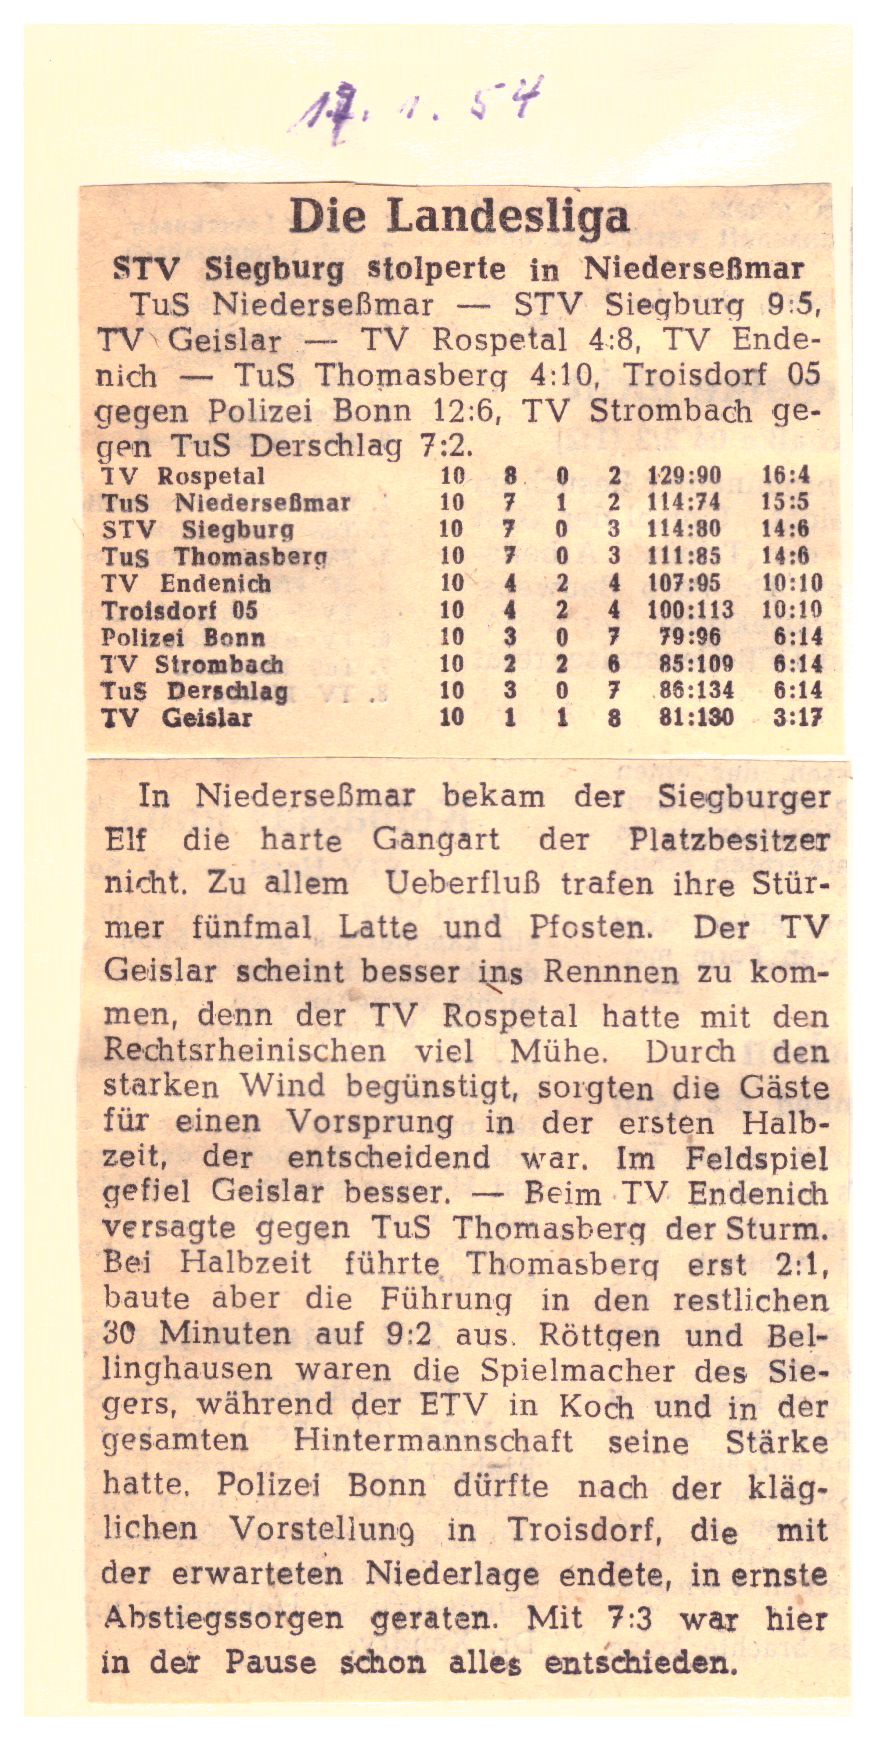 17. 1. 54
Die Landesliga
STV Siegburg stolperte in Niederseßmar
TuS Niederseßmar — STV Siegburg 9:5,
TV Geislar — TV Rospetal 4:8, TV Ende-
nich — TuS Thomasberg 4:10, Troisdorf 05
gegen Polizei Bonn 12:6, TV Strombach ge-
gen TuS Derschlag 7:2.
TV Rospetal 10 8 0 2 129:90 16:4
TuS Niederseßmar 10 7 1 2 114:74 15:5
STV Siegburg 10 7 0 3 114:80 14:6
TuS Thomasberg 10 7 0 3 111:85 14:6
TV Endenich 10 4 2 4 107:95 10:10
Troisdorf 05 10 4 2 4 100:113 10:10
Polizei Bonn 10 3 0 7 79:96 6:14
TV Strombach 10 2 2 6 85:109 6:14
TuS Derschlag 10 3 0 7 86:134 6:14
TV Geislar 10 1 1 8 81:130 3:17
In Niederseßmar bekam der Siegburger
Elf die harte Gangart der Platzbesitzer
nicht. Zu allem Ueberfluß trafen ihre Stür-
mer fünfmal Latte und Pfosten. Der TV
Geislar scheint besser ins Rennnen zu kom-
men, denn der TV Rospetal hatte mit den
Rechtsrheinischen viel Mühe. Durch den
starken Wind begünstigt, sorgten die Gäste
für einen Vorsprung in der ersten Halb-
zeit, der entscheidend war. Im Feldspiel
gefiel Geislar besser. — Beim TV Endenich
versagte gegen TuS Thomasberg der Sturm.
Bei Halbzeit führte Thomasberg erst 2:1,
baute aber die Führung in den restlichen
30 Minuten auf 9:2 aus. Röttgen und Bel-
linghausen waren die Spielmacher des Sie-
gers, während der ETV in Koch und in der
gesamten Hintermannschaft seine Stärke
hatte. Polizei Bonn dürfte nach der kläg-
lichen Vorstellung in Troisdorf, die mit
der erwarteten Niederlage endete, in ernste
Abstiegssorgen geraten. Mit 7:3 war hier
in der Pause schon alles entschieden.